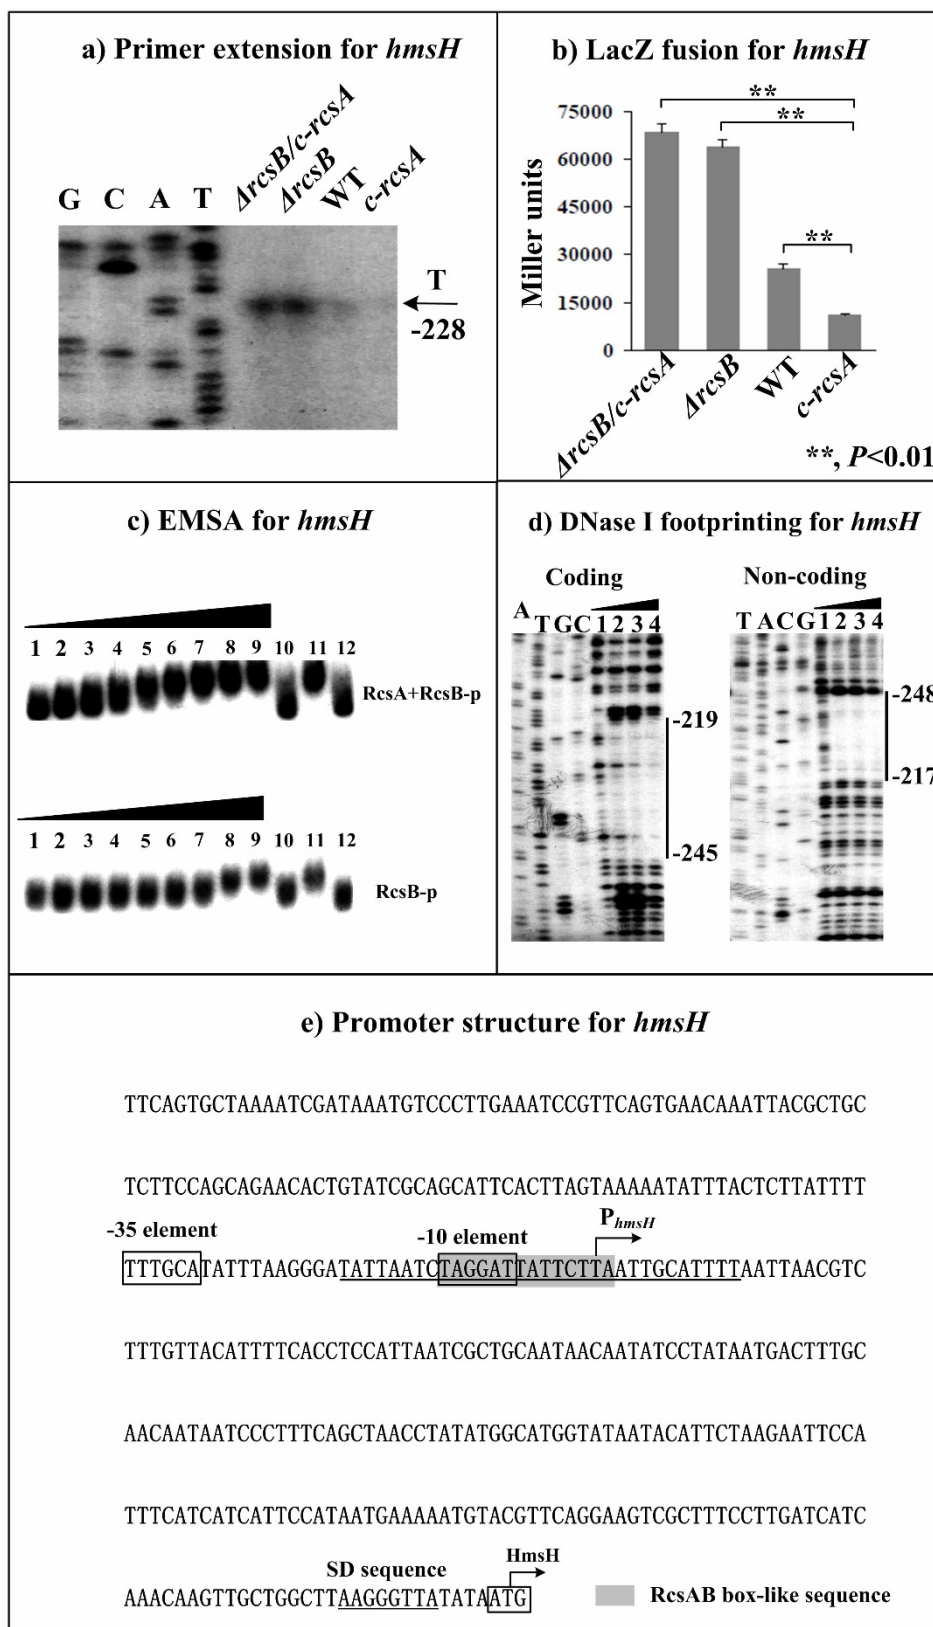 a) Primer extension for hmsH
G C A T ΔrcsB/c-rcsA ΔrcsB WT c-rcsA
T
-228
b) LacZ fusion for hmsH
**
**
**
75000
60000
45000
30000
15000
0
Miller units
ΔrcsB/c-rcsA ΔrcsB WT c-rcsA
**, P<0.01
c) EMSA for hmsH
1 2 3 4 5 6 7 8 9 10 11 12
RcsA+RcsB-p
1 2 3 4 5 6 7 8 9 10 11 12
RcsB-p
d) DNase I footprinting for hmsH
Coding
A T G C 1 2 3 4
-219
-245
Non-coding
T A C G 1 2 3 4
-248
-217
e) Promoter structure for hmsH
TTCAGTGCTAAAATCGATAAATGTCCCTTGAAATCCGTTCAGTGAACAAATTACGCTGC
TCTTCCAGCAGAACACTGTATCGCAGCATTCACTTAGTAAAAATATTTACTCTTATTTT
-35 element -10 element PhmsH
TTTGCATATTTAAGGGATATTAATCTAGGATTATTCTTAATTGCATTTTAATTAACGTC
TTTGTTACATTTTCACCTCCATTAATCGCTGCAATAACAATATCCTATAATGACTTTGC
AACAATAATCCCTTTCAGCTAACCTATATGGCATGGTATAATACATTCTAAGAATTCCA
TTTCATCATCATTCCATAATGAAAAATGTACGTTCAGGAAGTCGCTTTCCTTGATCATC
SD sequence HmsH
AAACAAGTTGCTGGCTTAAGGGTTATATAATG
RcsAB box-like sequence